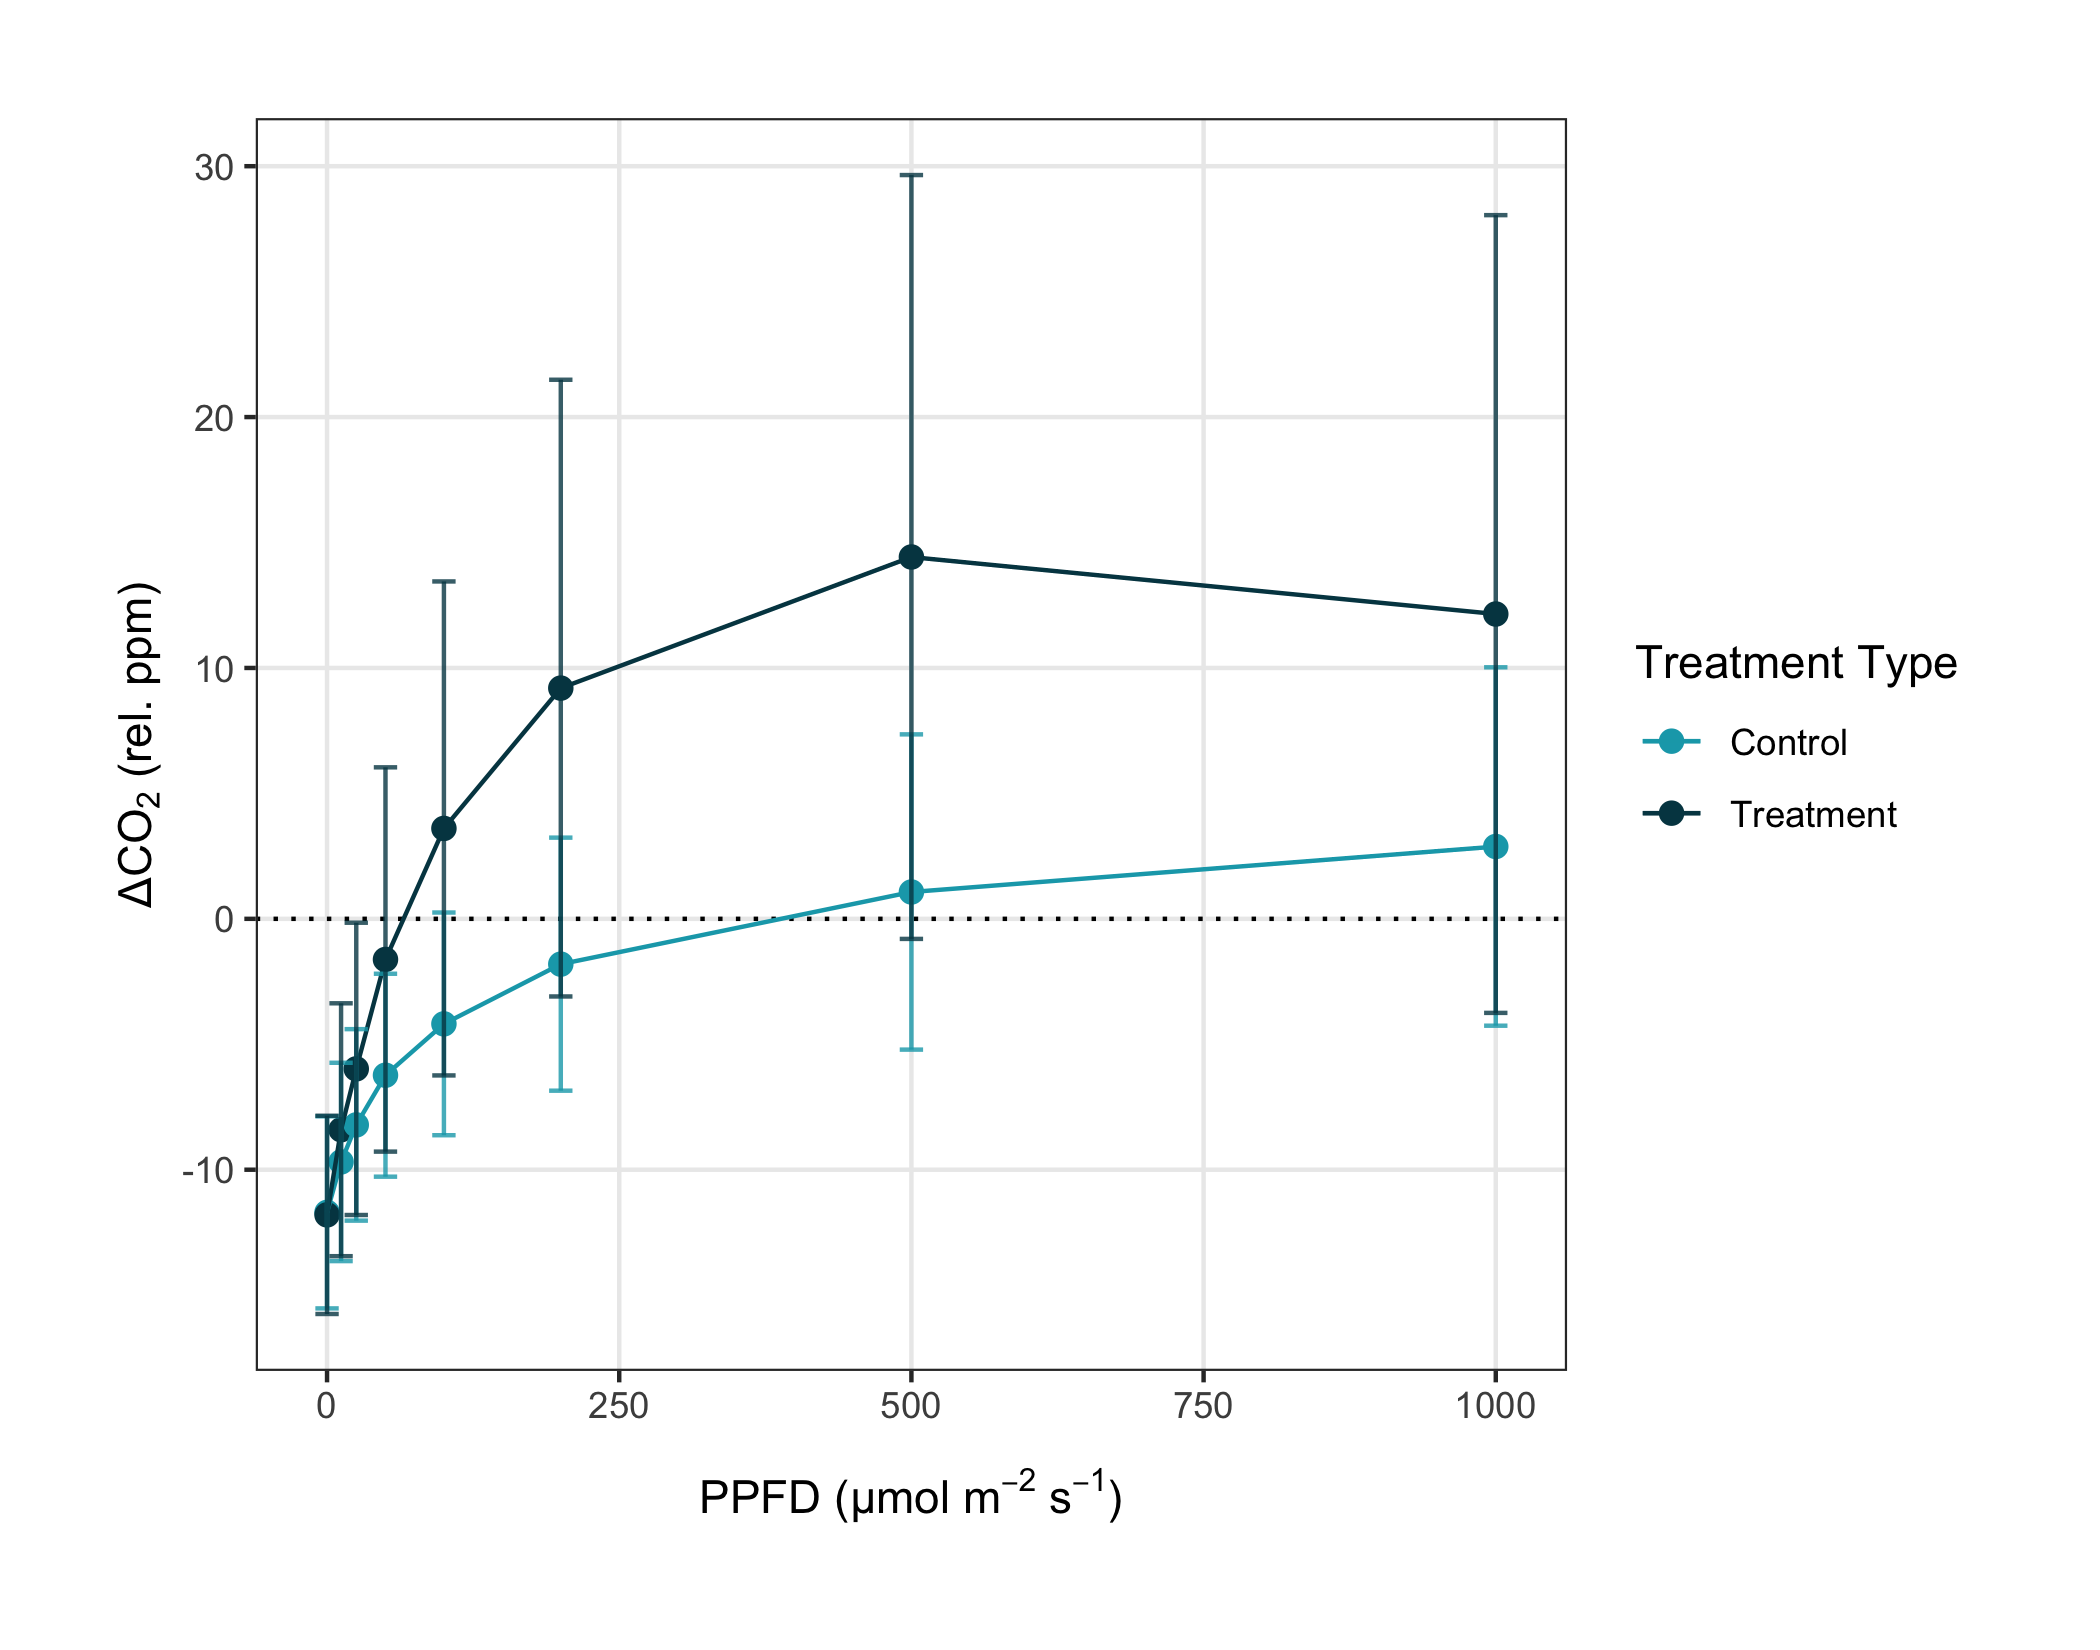 30
20
10
0
-10
ΔCO₂ (rel. ppm)
0 250 500 750 1000
PPFD (µmol m⁻² s⁻¹)
Treatment Type
Control
Treatment